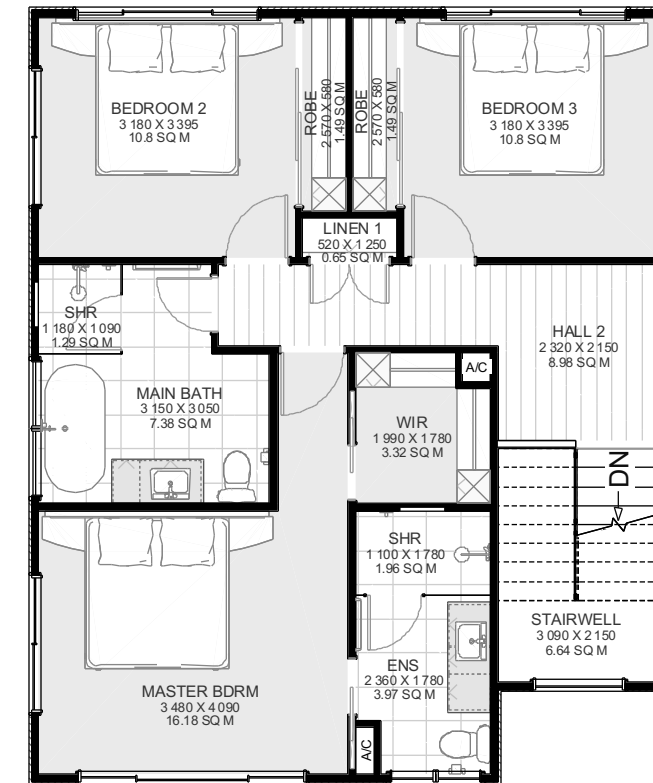 BEDROOM 2
3 180 X 3 395
10.8 SQ M
ROBE
2 570 X 580
1.49 SQ M
ROBE
2 570 X 580
1.49 SQ M
BEDROOM 3
3 180 X 3 395
10.8 SQ M
LINEN 1
520 X 1 250
0.65 SQ M
SHR
1 180 X 1 090
1.29 SQ M
HALL 2
2 320 X 2 150
8.98 SQ M
A/C
MAIN BATH
3 150 X 3 050
7.38 SQ M
WIR
1 990 X 1 780
3.32 SQ M
DN
SHR
1 100 X 1 780
1.96 SQ M
STAIRWELL
3 090 X 2 150
6.64 SQ M
ENS
2 360 X 1 780
3.97 SQ M
MASTER BDRM
3 480 X 4 090
16.18 SQ M
A/C